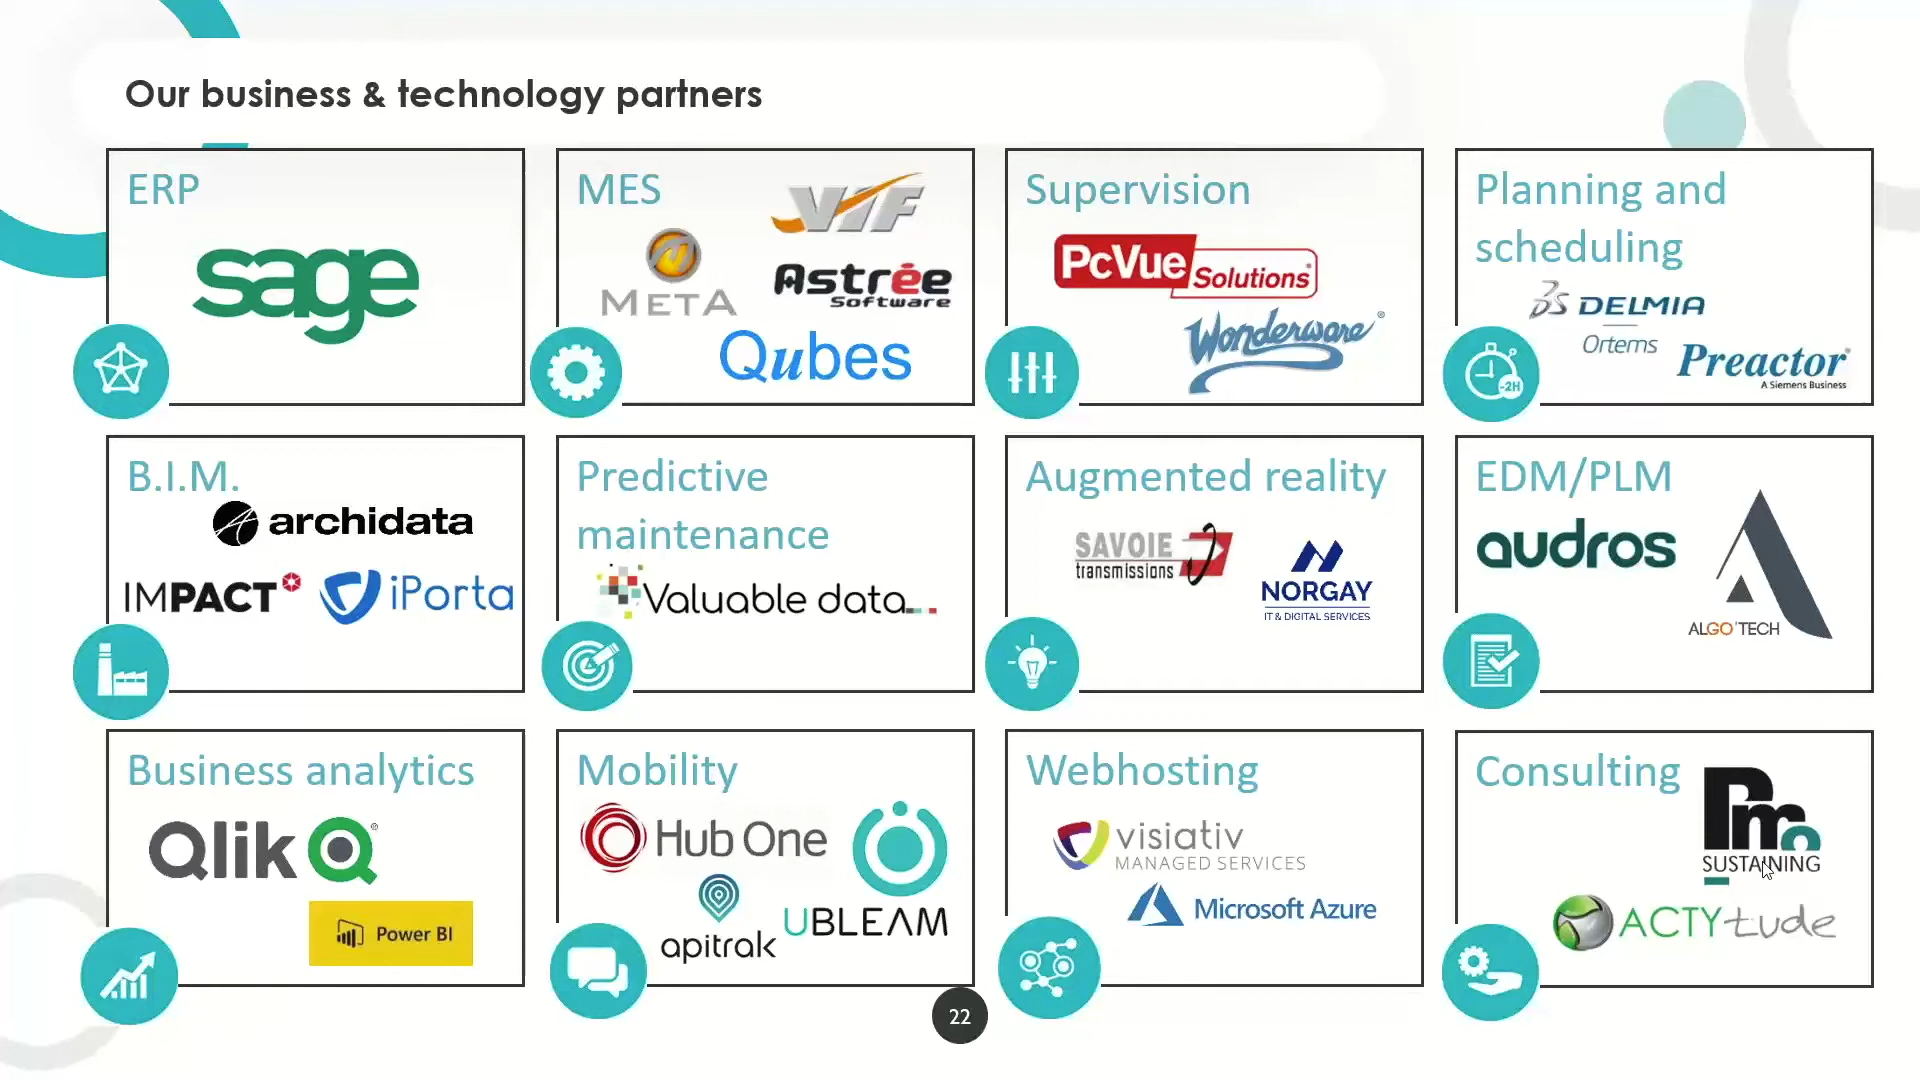 Our business & technology partners
ERP
sage
MES
VIF
META
Astrée
Software
Qubes
Supervision
PcVue
Solutions
Wonderware®
Planning and
scheduling
DELMIA
Ortems
Preactor®
A Siemens Business
B.I.M.
archidata
IMPACT
iPorta
Predictive
maintenance
Valuable data
Augmented reality
SAVOIE
transmissions
NORGAY
IT & DIGITAL SERVICES
EDM/PLM
audros
ALGO'TECH
Business analytics
Qlik Q®
Power BI
Mobility
Hub One
apitrak
UBLEAM
Webhosting
visiativ
MANAGED SERVICES
Microsoft Azure
Consulting
Pmo
SUSTAINING
ACTYtude
-2H
22